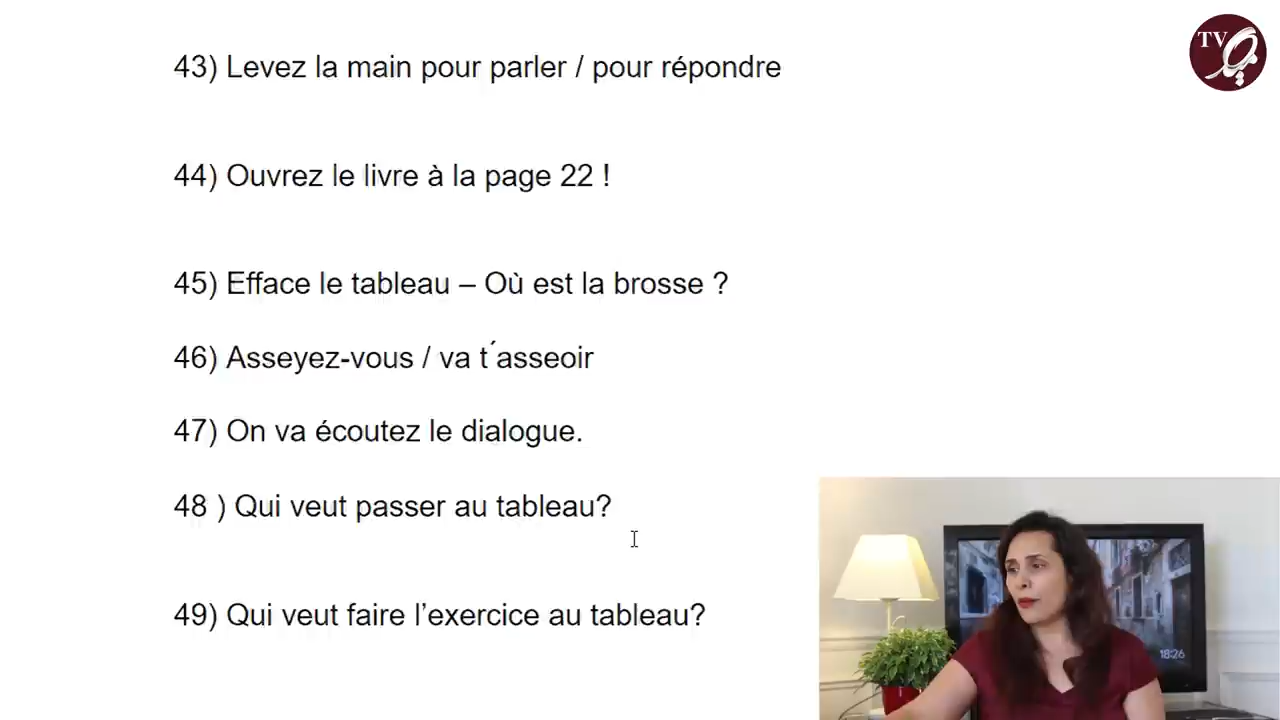 TV
43) Levez la main pour parler / pour répondre
44) Ouvrez le livre à la page 22 !
45) Efface le tableau – Où est la brosse ?
46) Asseyez-vous / va t´asseoir
47) On va écoutez le dialogue.
48 ) Qui veut passer au tableau?
49) Qui veut faire l’exercice au tableau?
18:26